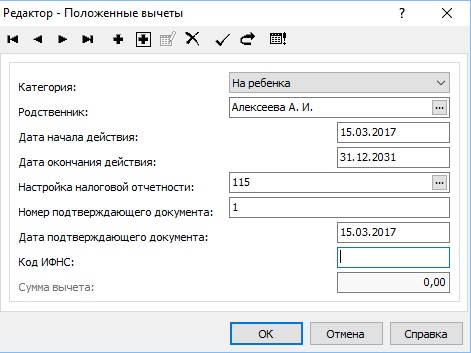 Редактор - Положенные вычеты
Категория: На ребенка
Родственник: Алексеева А. И. ...
Дата начала действия: 15.03.2017
Дата окончания действия: 31.12.2031
Настройка налоговой отчетности: 115 ...
Номер подтверждающего документа: 1
Дата подтверждающего документа: 15.03.2017
Код ИФНС:
Сумма вычета: 0,00
ОК Отмена Справка